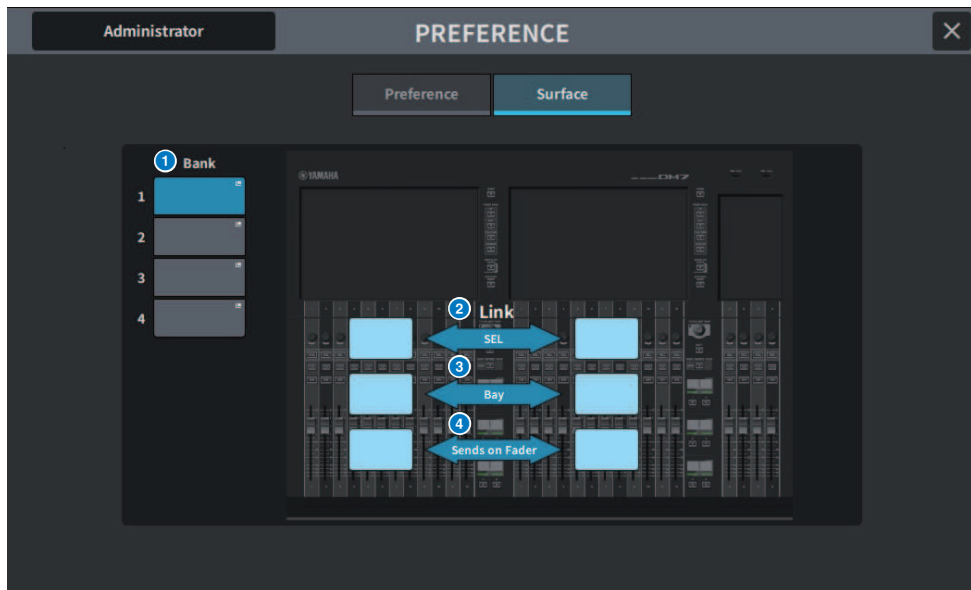 Administrator
PREFERENCE
Preference
Surface
1
Bank
1
2
3
4
YAMAHA
DM7
2
Link
SEL
3
Bay
4
Sends on Fader